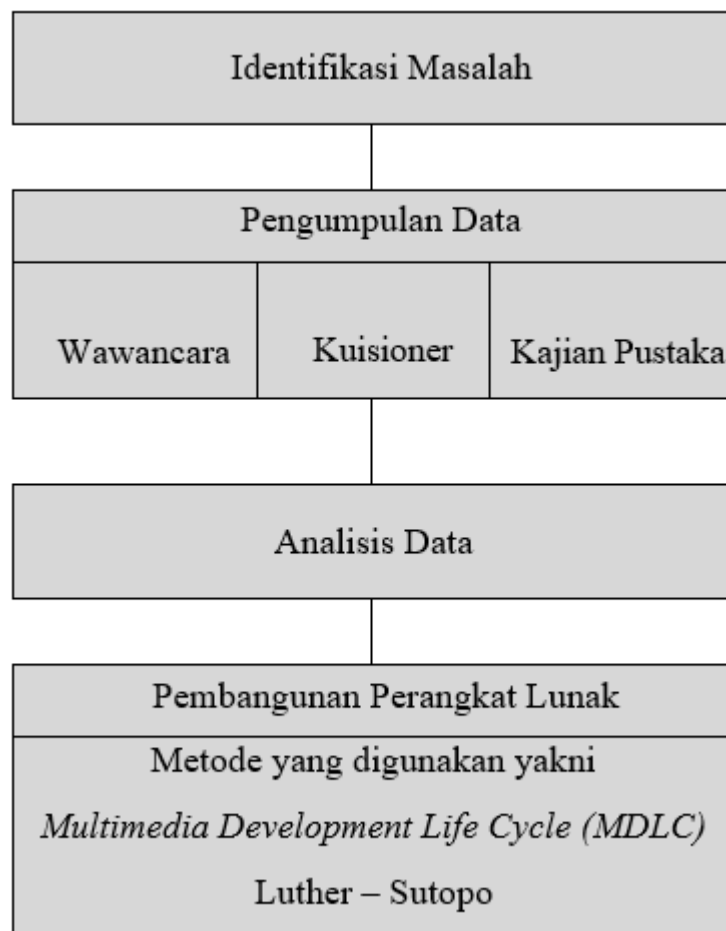 Identifikasi Masalah
Pengumpulan Data
Wawancara
Kuisioner
Kajian Pustaka
Analisis Data
Pembangunan Perangkat Lunak
Metode yang digunakan yakni
Multimedia Development Life Cycle (MDLC)
Luther – Sutopo